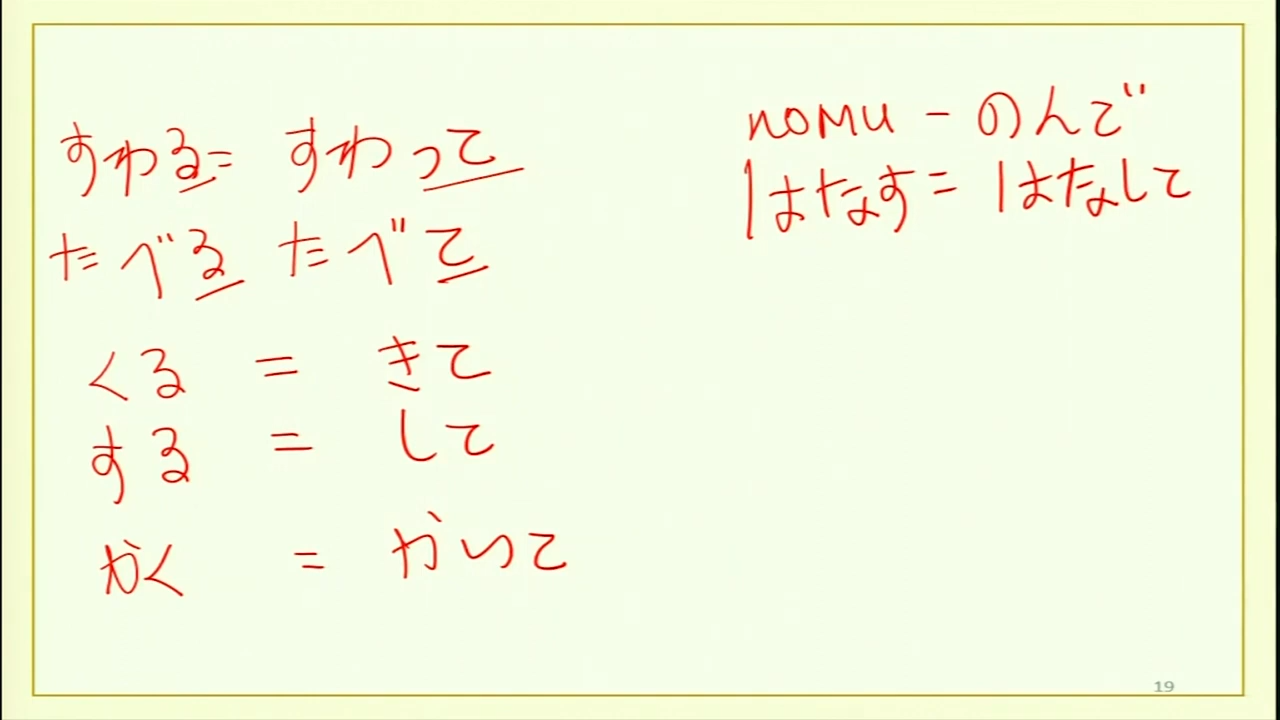 すわる= すわって
たべる たべて
くる = きて
する = して
かく = かいて
nomu - のんで
はなす= はなして
19